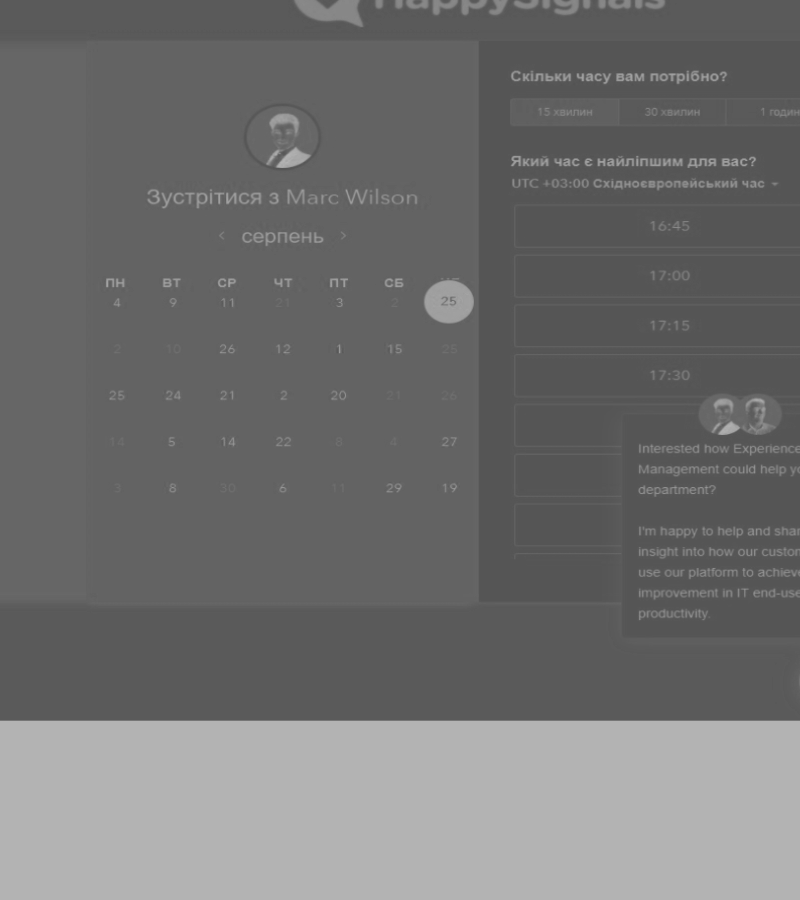 HappySignals
Зустрітися з Marc Wilson
‹ серпень ›
ПН ВТ СР ЧТ ПТ СБ
4 9 11 21 3 2 25
2 10 26 12 1 15 25
25 24 21 2 20 21 26
14 5 14 22 8 4 27
3 8 30 6 11 29 19
Скільки часу вам потрібно?
15 хвилин 30 хвилин 1 годин
Який час є найліпшим для вас?
UTC +03:00 Східноєвропейський час
16:45
17:00
17:15
17:30
Interested how Experience
Management could help yo
department?
I'm happy to help and shar
insight into how our custom
use our platform to achieve
improvement in IT end-use
productivity.